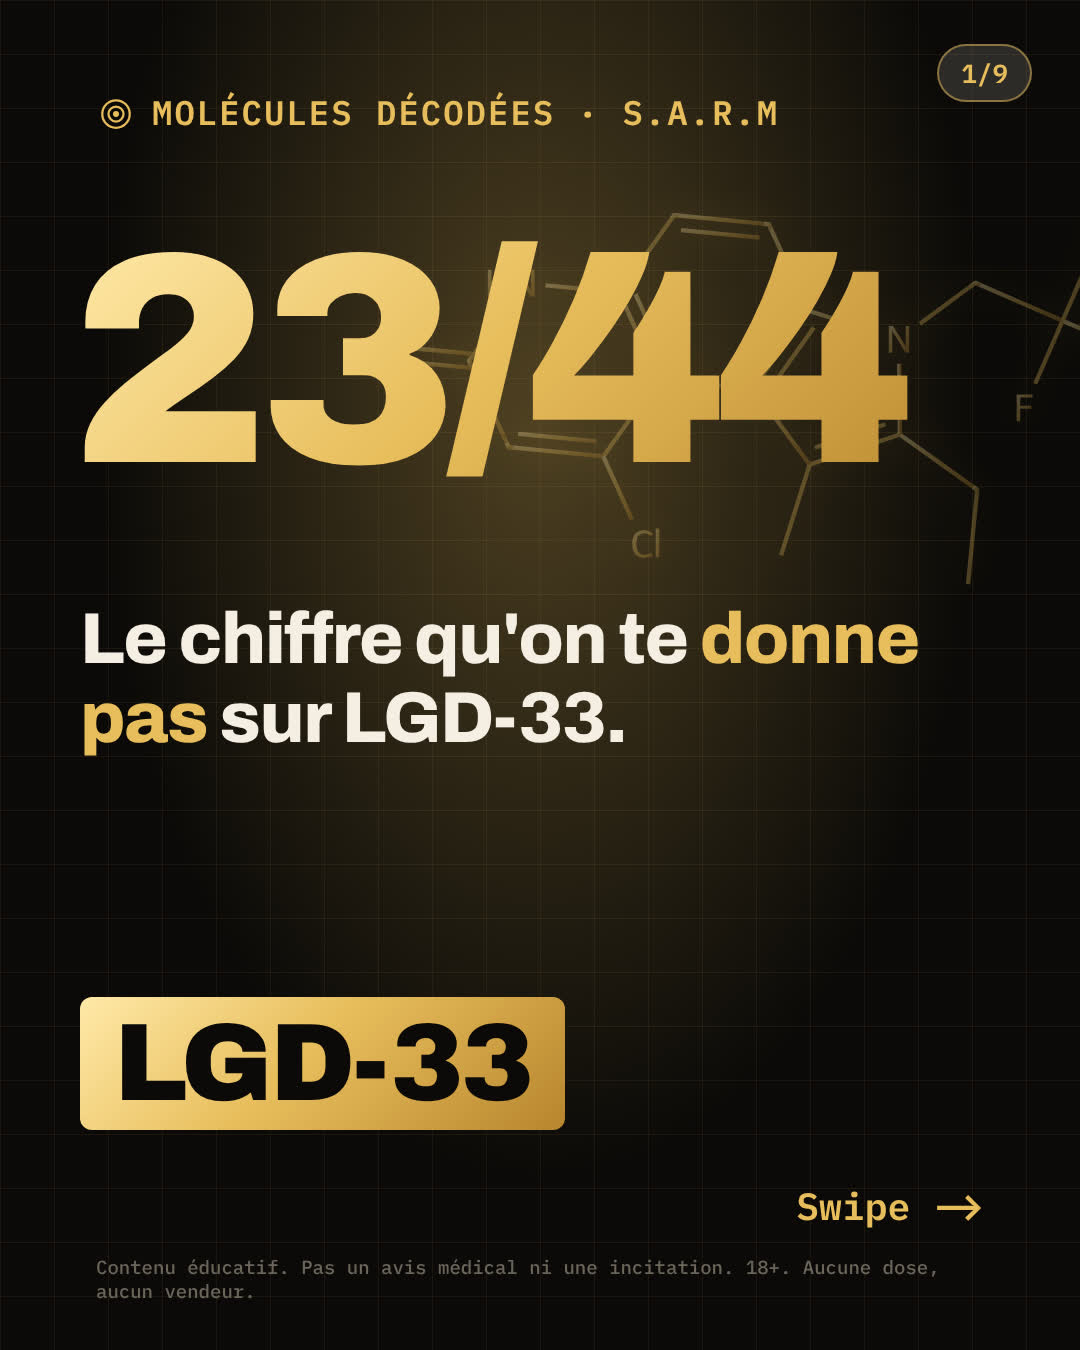 1/9
MOLÉCULES DÉCODÉES · S.A.R.M
23/44
N
N
F
Cl
Le chiffre qu'on te donne
pas sur LGD-33.
LGD-33
Swipe →
Contenu éducatif. Pas un avis médical ni une incitation. 18+. Aucune dose,
aucun vendeur.